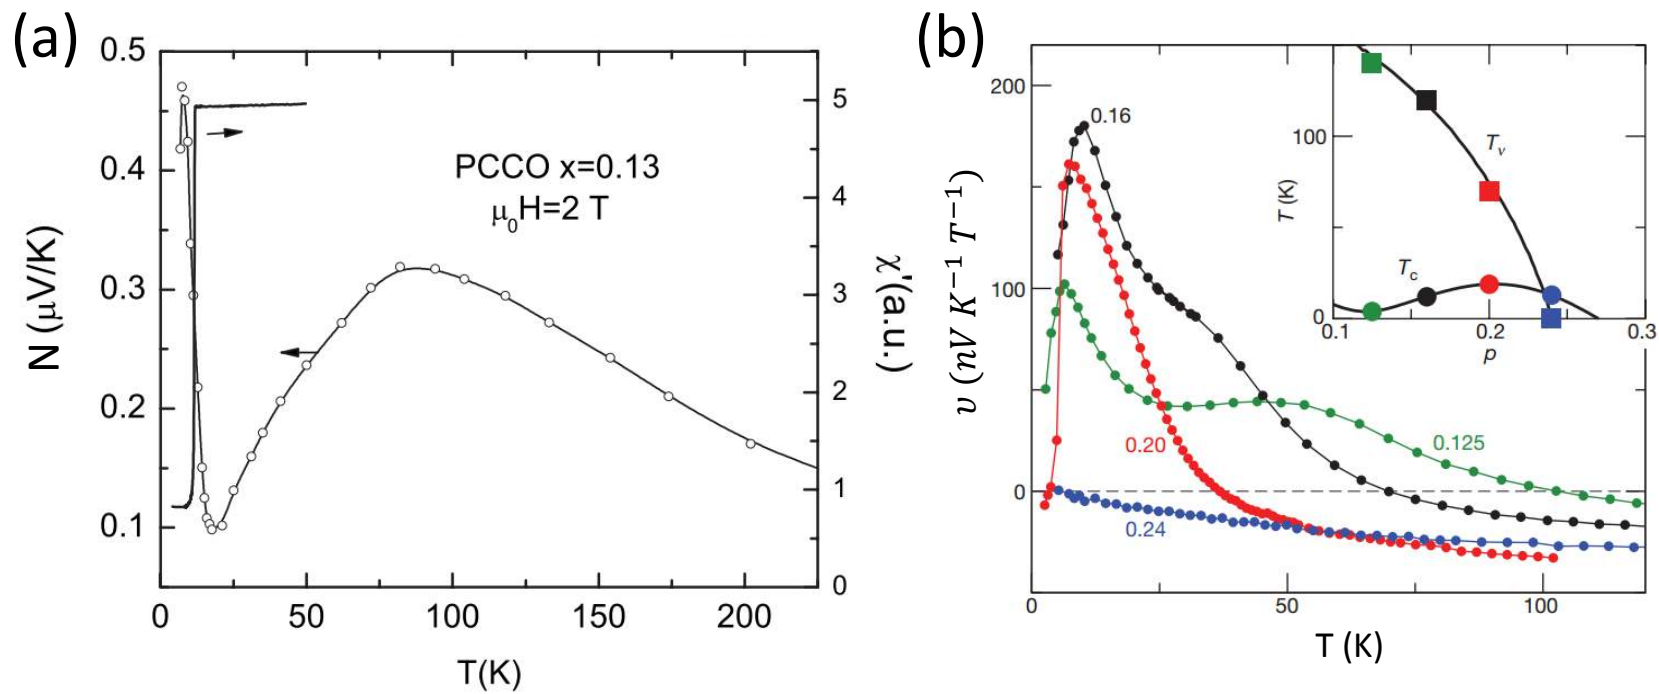 (a)
0.5
0.4
0.3
0.2
0.1
N (μV/K)
PCCO x=0.13
μ₀H=2 T
5
4
3
2
1
0
χ'(a.u.)
0 50 100 150 200
T(K)
(b)
200
100
0
υ (nV K⁻¹ T⁻¹)
0.16
0.20
0.125
0.24
0 50 100
T (K)
100
0
T (K)
Tν
Tc
0.1 0.2 0.3
p